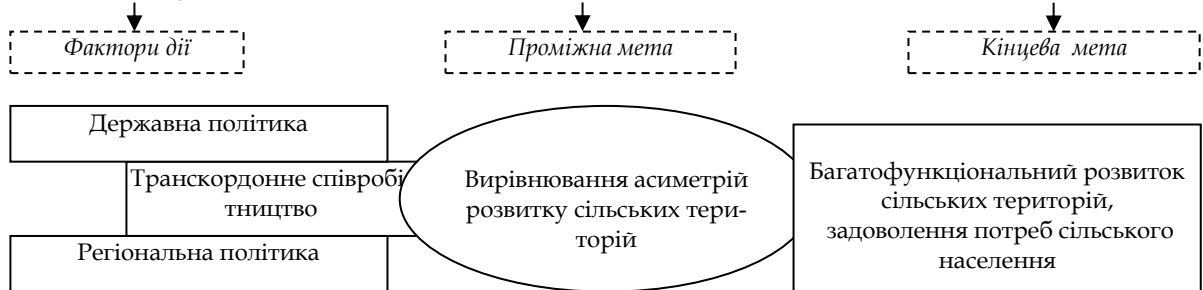 Фактори дії
Проміжна мета
Кінцева мета
Державна політика
Транскордонне співробі
тництво
Регіональна політика
Вирівнювання асиметрій
розвитку сільських тери-
торій
Багатофункціональний розвиток
сільських територій,
задоволення потреб сільського
населення